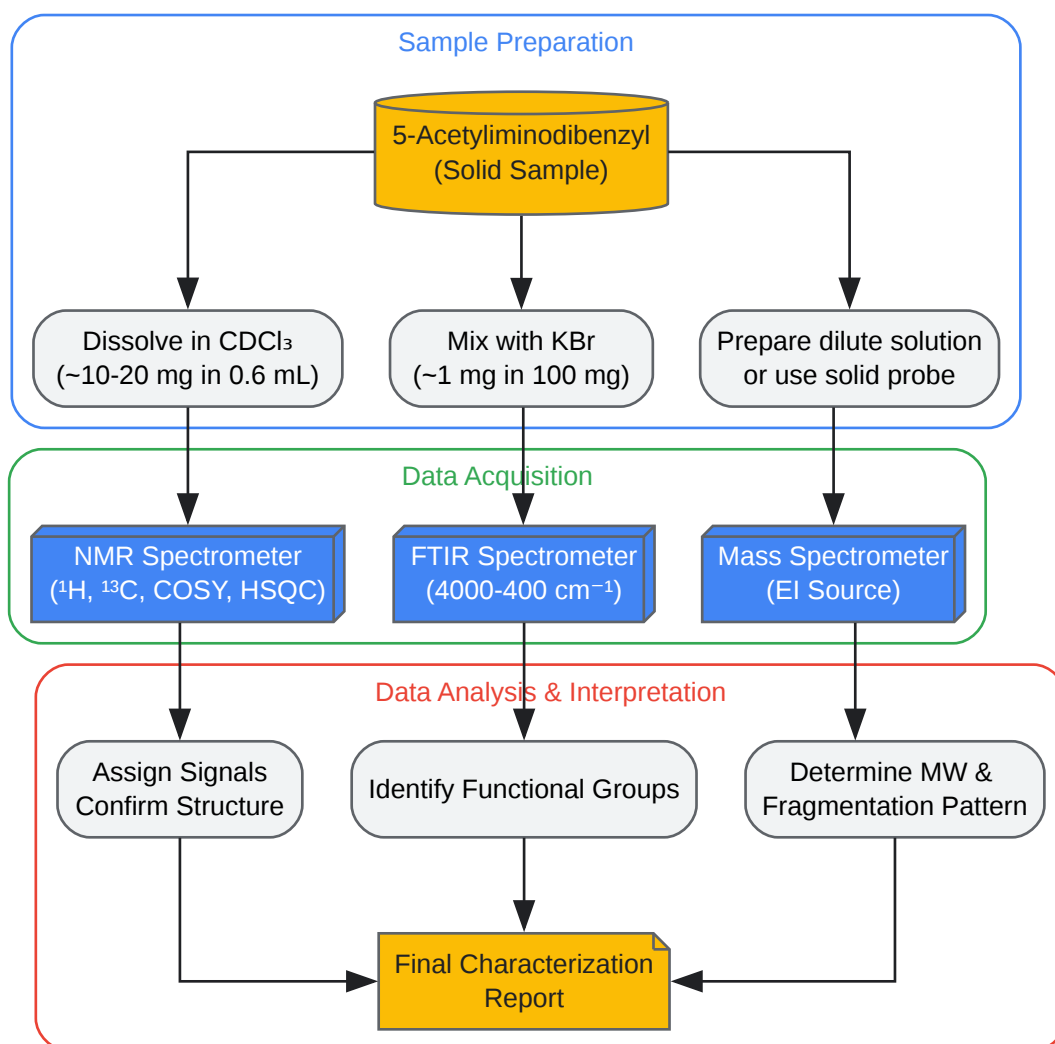 Sample Preparation
5-Acetyliminodibenzyl
(Solid Sample)
Dissolve in CDCl₃
(~10-20 mg in 0.6 mL)
Mix with KBr
(~1 mg in 100 mg)
Prepare dilute solution
or use solid probe
Data Acquisition
NMR Spectrometer
(¹H, ¹³C, COSY, HSQC)
FTIR Spectrometer
(4000-400 cm⁻¹)
Mass Spectrometer
(EI Source)
Data Analysis & Interpretation
Assign Signals
Confirm Structure
Identify Functional Groups
Determine MW &
Fragmentation Pattern
Final Characterization
Report